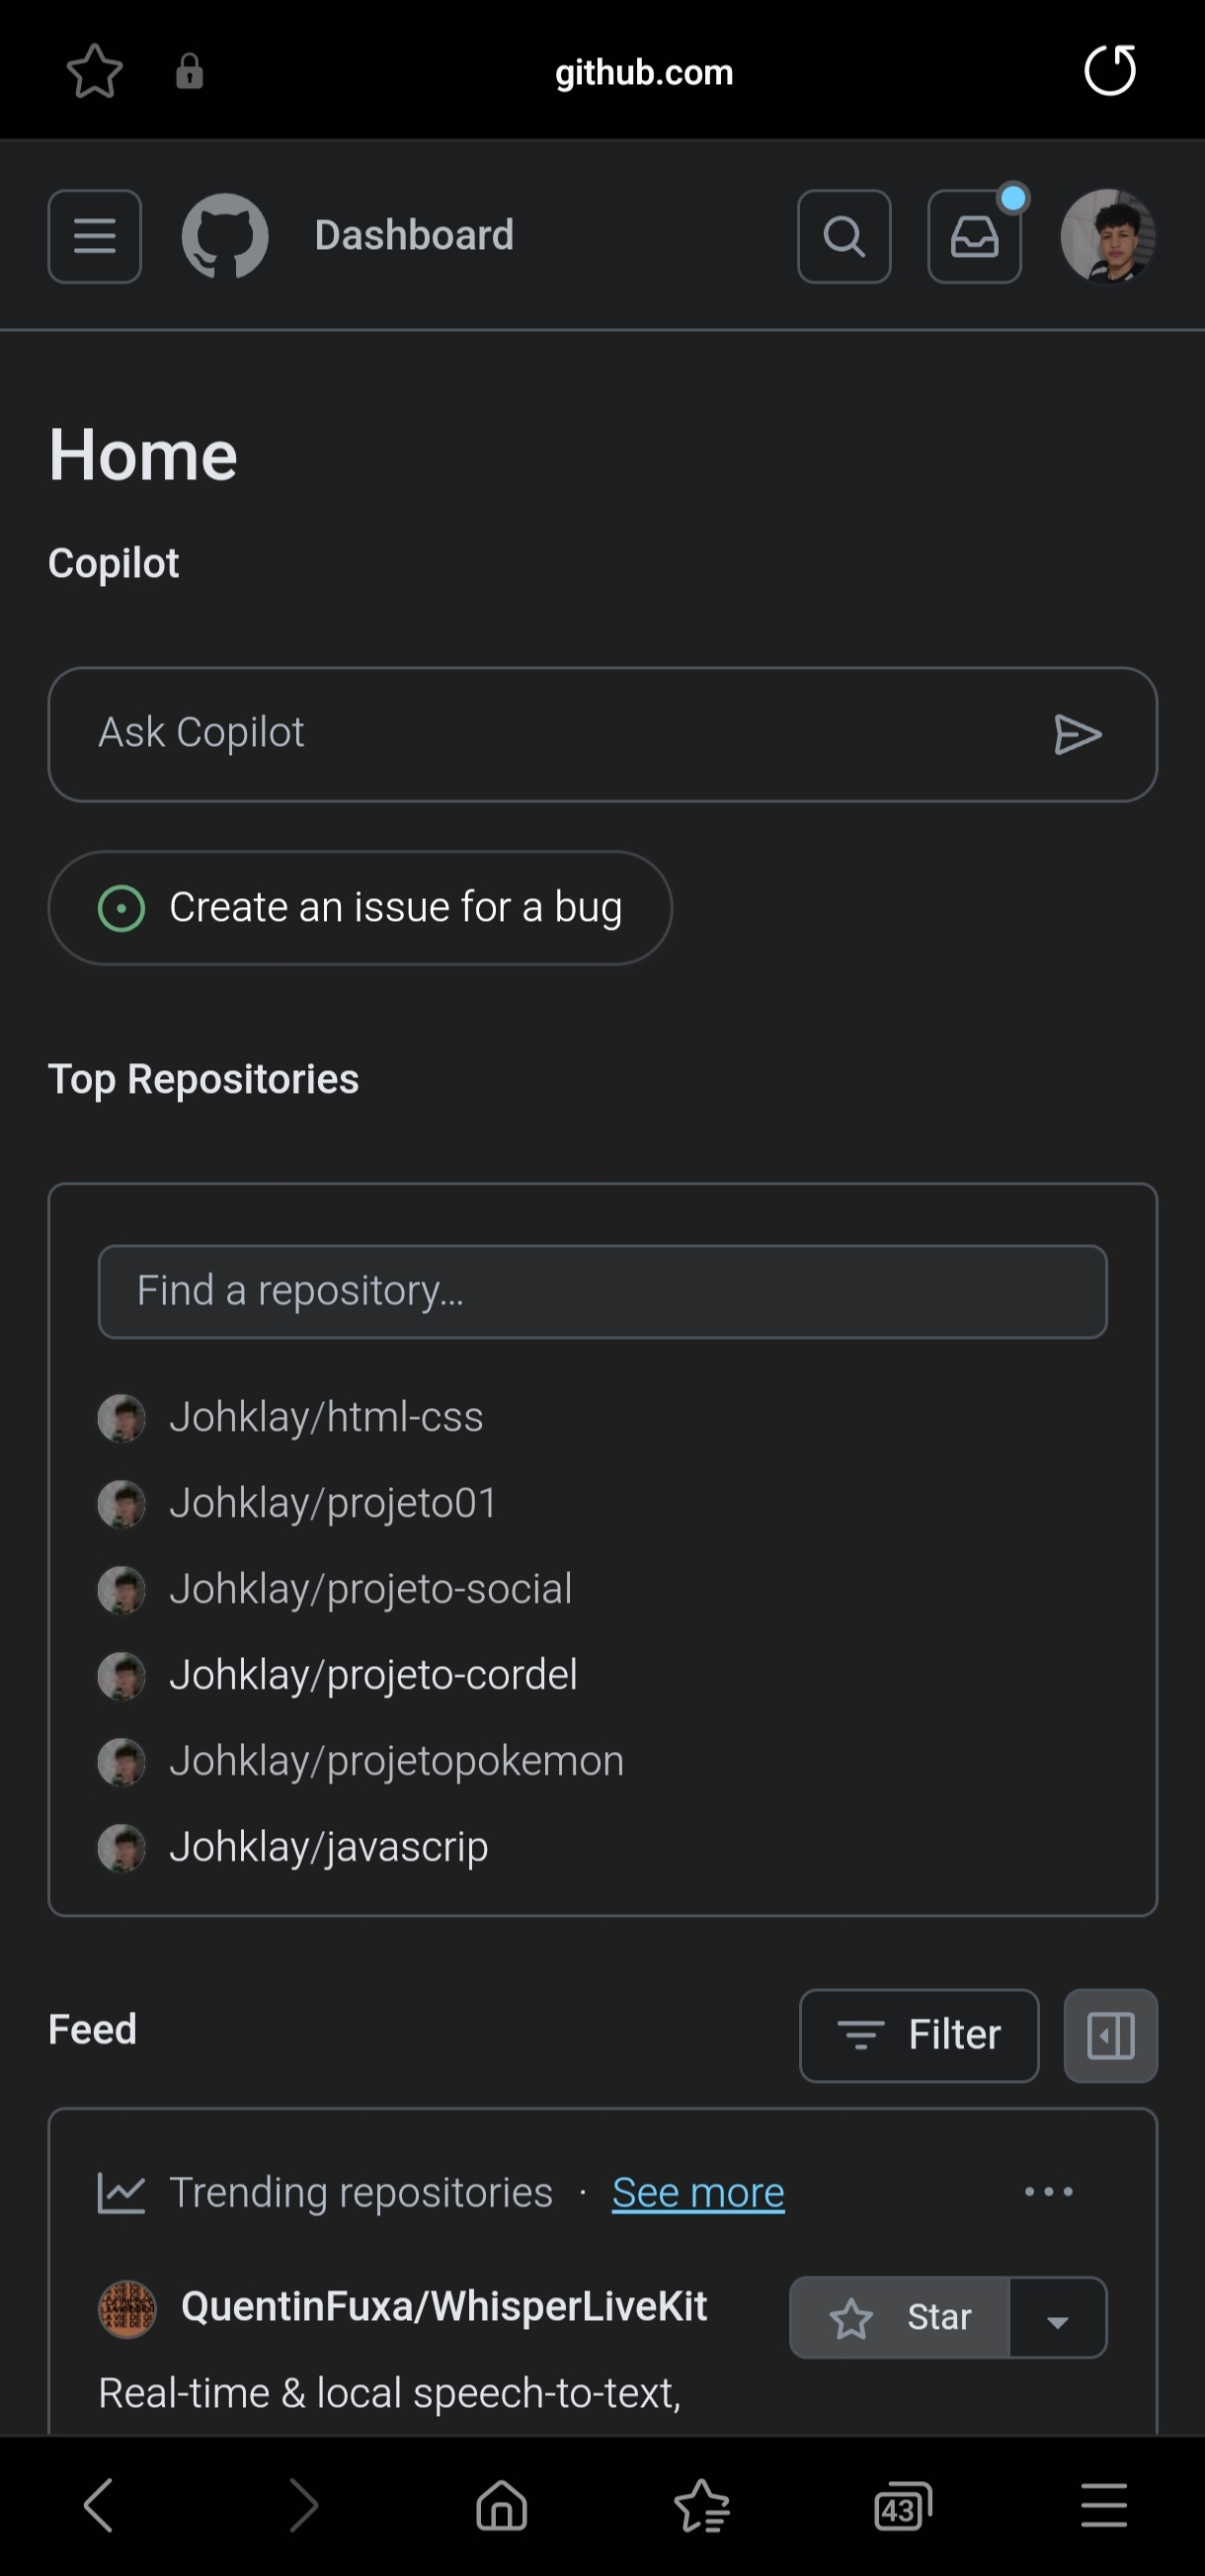 github.com
Dashboard
Home
Copilot
Ask Copilot
Create an issue for a bug
Top Repositories
Find a repository...
Johklay/html-css
Johklay/projeto01
Johklay/projeto-social
Johklay/projeto-cordel
Johklay/projetopokemon
Johklay/javascrip
Feed
Filter
Trending repositories · See more
QuentinFuxa/WhisperLiveKit
Star
Real-time & local speech-to-text,
43